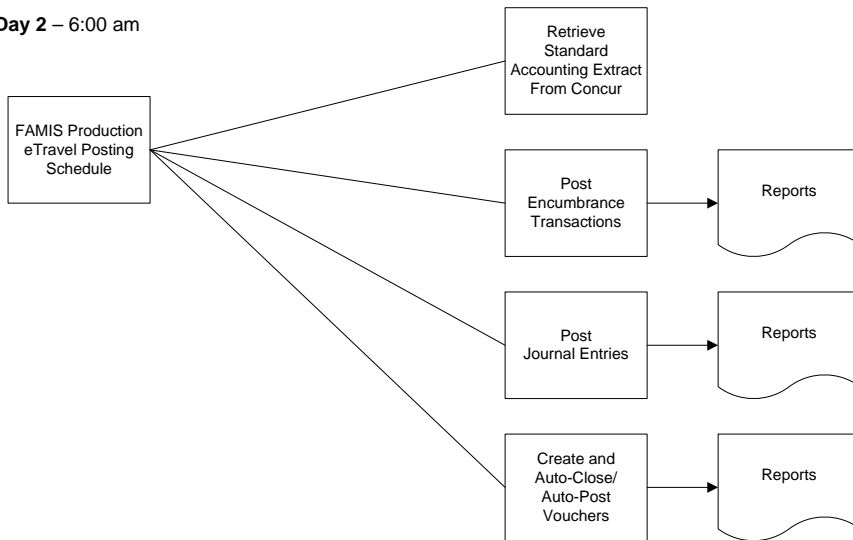 Day 2 – 6:00 am
Retrieve
Standard
Accounting Extract
From Concur
FAMIS Production
eTravel Posting
Schedule
Post
Encumbrance
Transactions
Reports
Post
Journal Entries
Reports
Create and
Auto-Close/
Auto-Post
Vouchers
Reports